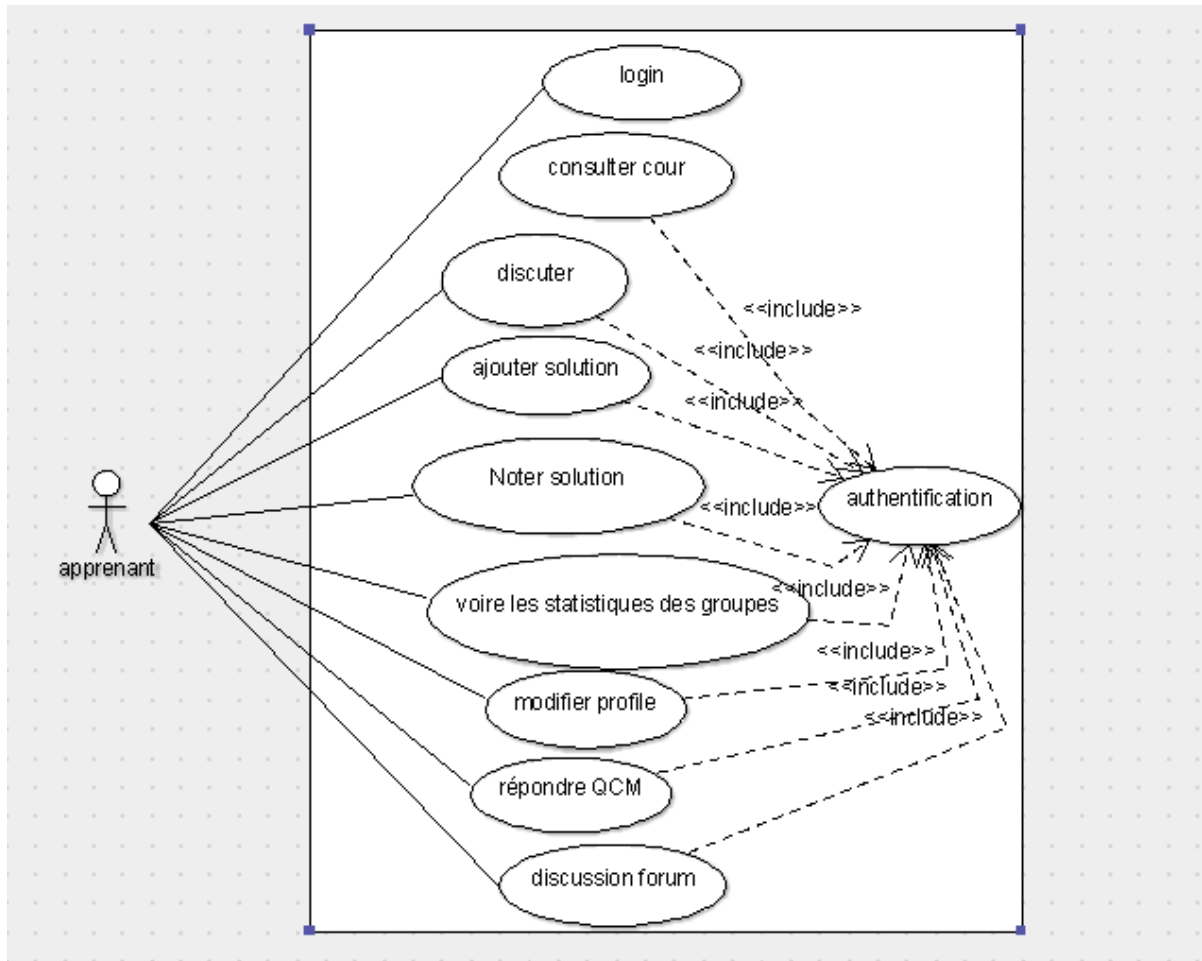 login
consulter cour
discuter
<<include>>
<<include>>
ajouter solution
<<include>>
Noter solution
authentification
<<include>>
apprenant
<<include>>
voire les statistiques des groupes
<<include>>
modifier profile
<<include>>
<<include>>
répondre QCM
discussion forum